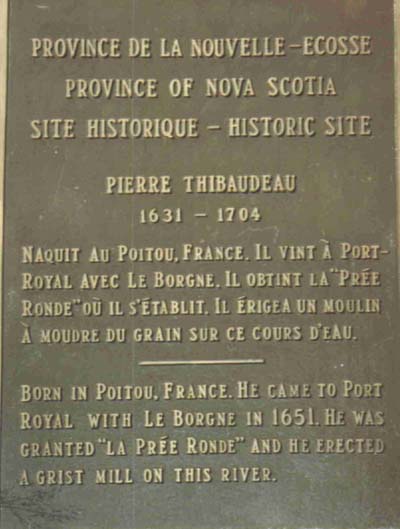 PROVINCE DE LA NOUVELLE-ECOSSE
PROVINCE OF NOVA SCOTIA
SITE HISTORIQUE - HISTORIC SITE
PIERRE THIBAUDEAU
1631 - 1704
NAQUIT AU POITOU, FRANCE. IL VINT À PORT-
ROYAL AVEC LE BORGNE. IL OBTINT LA "PRÉE
RONDE" OÙ IL S'ÉTABLIT. IL ÉRIGEA UN MOULIN
À MOUDRE DU GRAIN SUR CE COURS D'EAU.
BORN IN POITOU, FRANCE. HE CAME TO PORT
ROYAL WITH LE BORGNE IN 1651. HE WAS
GRANTED "LA PRÉE RONDE" AND HE ERECTED
A GRIST MILL ON THIS RIVER.